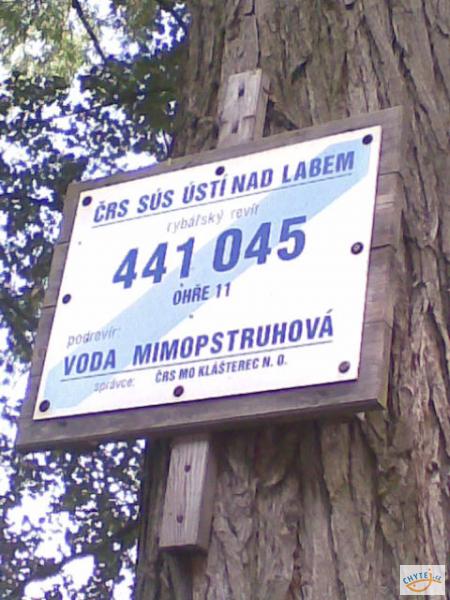 ČRS SÚS ÚSTÍ NAD LABEM
rybářský revír
441 045
OHŘE 11
podrevír:
VODA MIMOPSTRUHOVÁ
správce: ČRS MO KLÁŠTEREC N. O.
CHYTEJ.cz